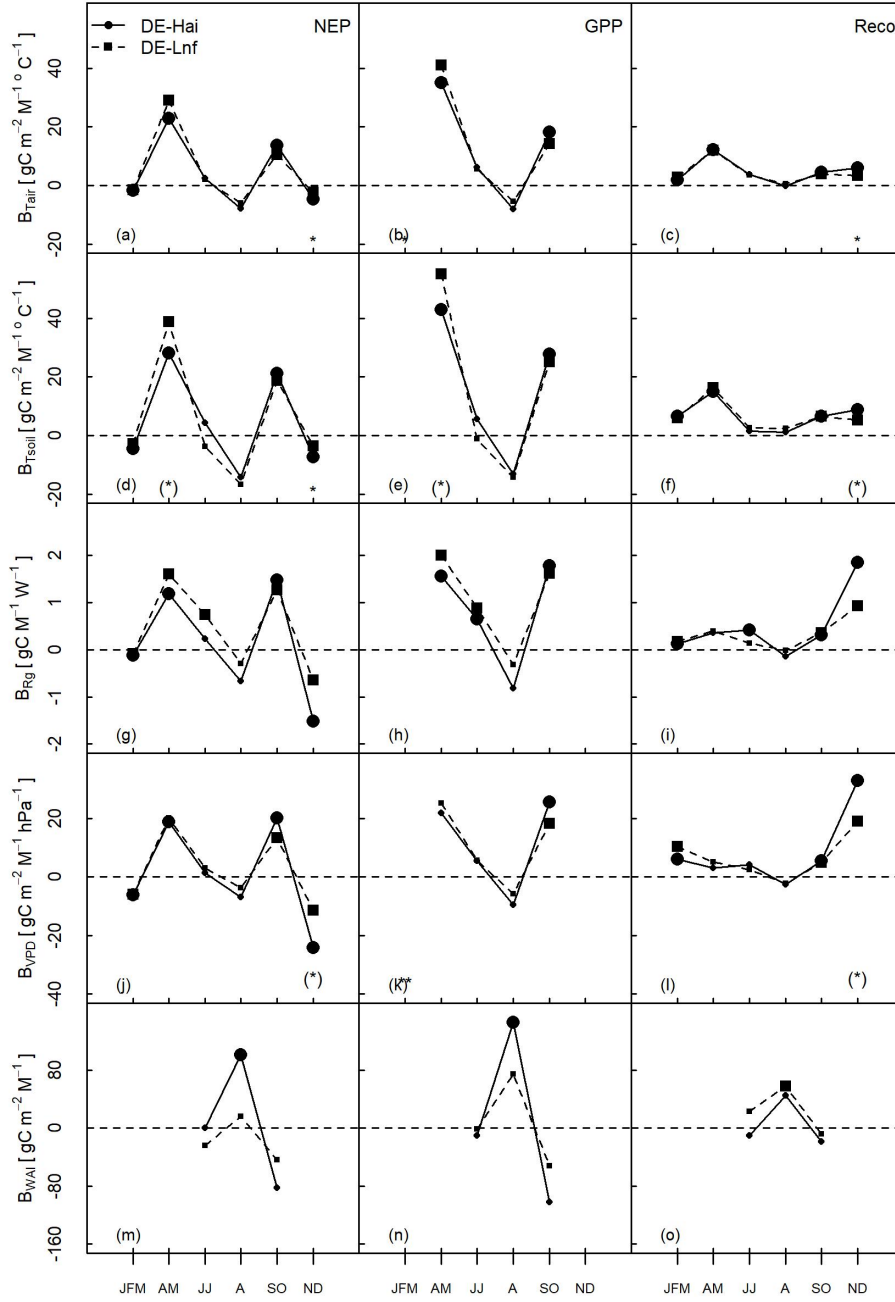 DE-Hai NEP GPP Reco
DE-Lnf
B_Tair [ gC m⁻² M⁻¹ º C⁻¹ ]
40
20
0
-20
(a) * (b) * (c) *
B_Tsoil [ gC m⁻² M⁻¹ º C⁻¹ ]
40
20
0
-20
(d) (*) * (e) (*) (f) (*)
B_Rg [ gC M⁻¹ W⁻¹ ]
2
1
0
-1
-2
(g) (h) (i)
B_VPD [ gC m⁻² M⁻¹ hPa⁻¹ ]
20
0
-20
-40
(j) (*) (k) ** (l) (*)
B_WAI [ gC m⁻² M⁻¹ ]
80
0
-80
-160
(m) (n) (o)
JFM AM JJ A SO ND JFM AM JJ A SO ND JFM AM JJ A SO ND